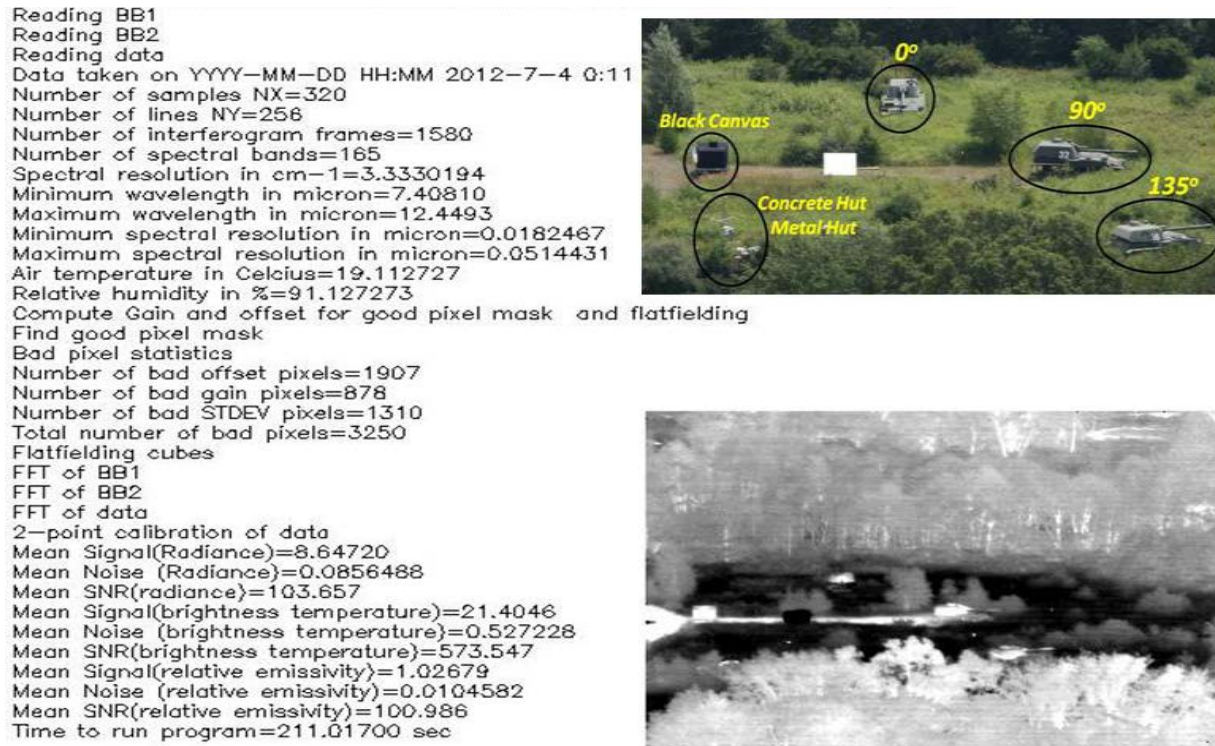 Reading BB1
Reading BB2
Reading data
Data taken on YYYY-MM-DD HH:MM 2012-7-4 0:11
Number of samples NX=320
Number of lines NY=256
Number of interferogram frames=1580
Number of spectral bands=165
Spectral resolution in cm-1=3.3330194
Minimum wavelength in micron=7.40810
Maximum wavelength in micron=12.4493
Minimum spectral resolution in micron=0.0182467
Maximum spectral resolution in micron=0.0514431
Air temperature in Celcius=19.112727
Relative humidity in %=91.127273
Compute Gain and offset for good pixel mask and flatfielding
Find good pixel mask
Bad pixel statistics
Number of bad offset pixels=1907
Number of bad gain pixels=878
Number of bad STDEV pixels=1310
Total number of bad pixels=3250
Flatfielding cubes
FFT of BB1
FFT of BB2
FFT of data
2-point calibration of data
Mean Signal(Radiance)=8.64720
Mean Noise (Radiance}=0.0856488
Mean SNR(radiance}=103.657
Mean Signal(brightness temperature)=21.4046
Mean Noise (brightness temperature}=0.527228
Mean SNR(brightness temperature}=573.547
Mean Signal(relative emissivity}=1.02679
Mean Noise (relative emissivity)=0.0104582
Mean SNR(relative emissivity)=100.986
Time to run program=211.01700 sec
0°
Black Canvas
90°
32
135°
Concrete Hut
Metal Hut